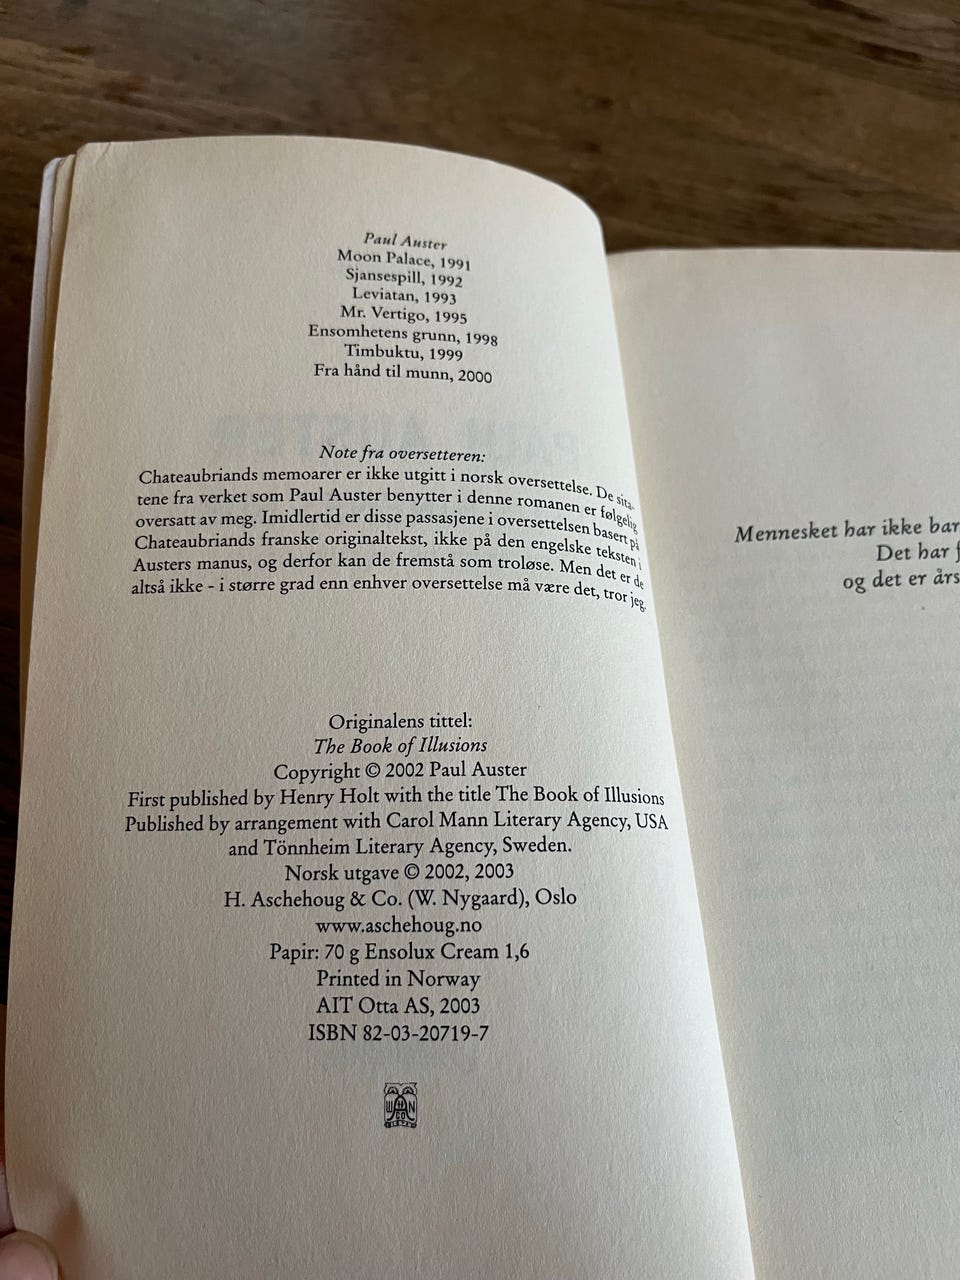 Paul Auster
Moon Palace, 1991
Sjansespill, 1992
Leviatan, 1993
Mr. Vertigo, 1995
Ensomhetens grunn, 1998
Timbuktu, 1999
Fra hånd til munn, 2000
Note fra oversetteren:
Chateaubriands memoarer er ikke utgitt i norsk oversettelse. De sita-
tene fra verket som Paul Auster benytter i denne romanen er følgelig
oversatt av meg. Imidlertid er disse passasjene i oversettelsen basert på
Chateaubriands franske originaltekst, ikke på den engelske teksten i
Austers manus, og derfor kan de fremstå som troløse. Men det er de
altså ikke - i større grad enn enhver oversettelse må være det, tror jeg.
Originalens tittel:
The Book of Illusions
Copyright © 2002 Paul Auster
First published by Henry Holt with the title The Book of Illusions
Published by arrangement with Carol Mann Literary Agency, USA
and Tönnheim Literary Agency, Sweden.
Norsk utgave © 2002, 2003
H. Aschehoug & Co. (W. Nygaard), Oslo
www.aschehoug.no
Papir: 70 g Ensolux Cream 1,6
Printed in Norway
AIT Otta AS, 2003
ISBN 82-03-20719-7
Mennesket har ikke bar
Det har f
og det er års